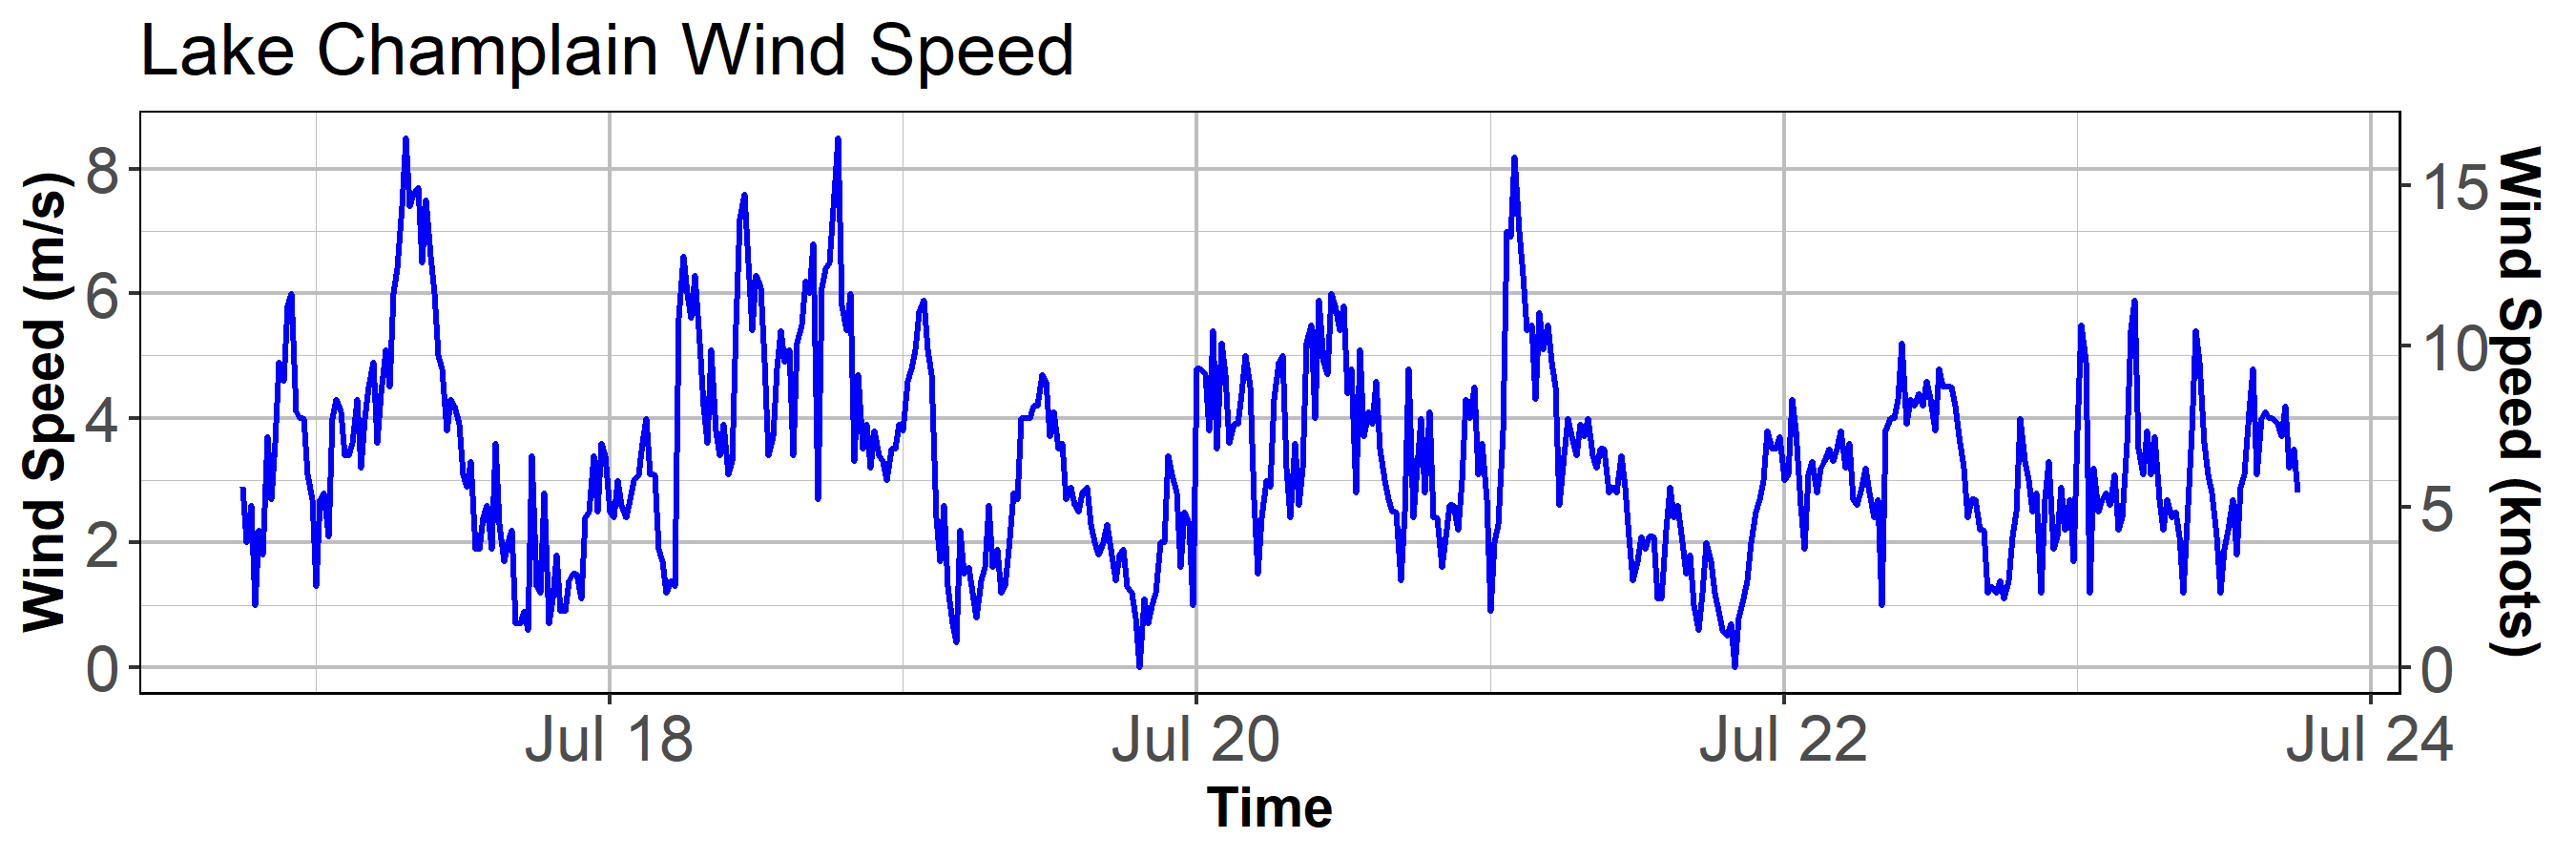 Lake Champlain Wind Speed
Wind Speed (m/s)
8
6
4
2
0
15
10
5
0
Wind Speed (knots)
Jul 18
Jul 20
Jul 22
Jul 24
Time